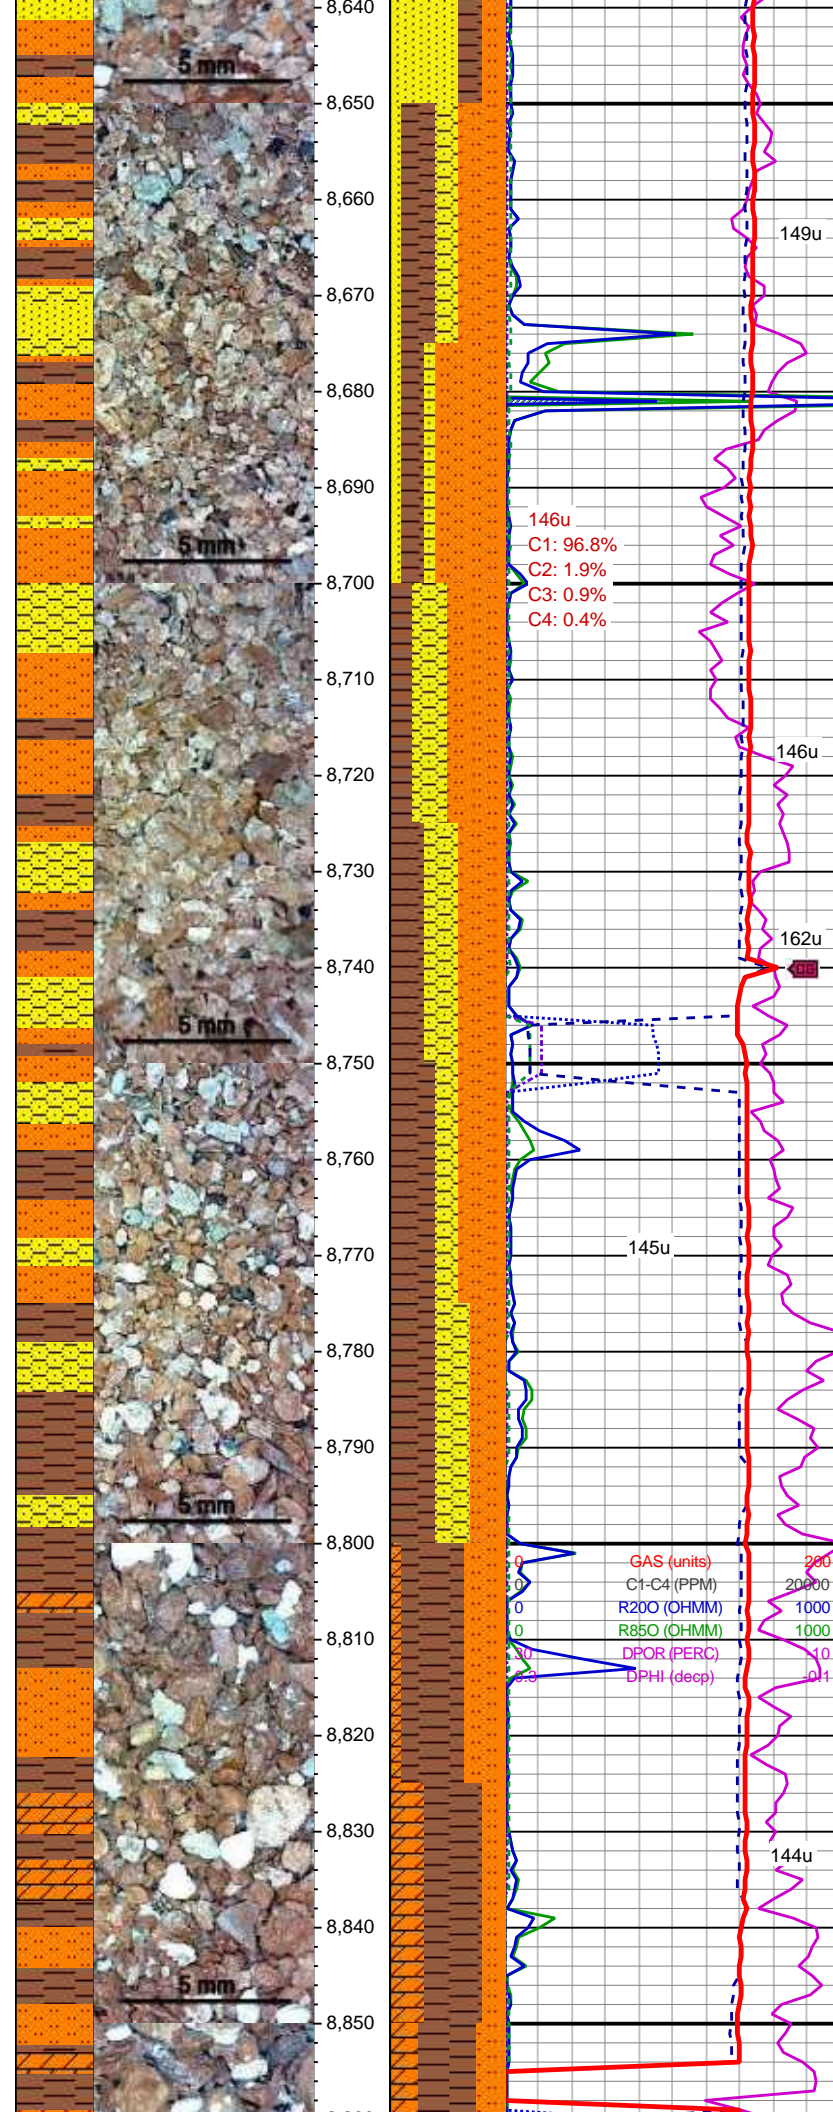 8,640
5 mm
8,650
8,660
149u
8,670
8,680
8,690
146u
C1: 96.8%
5 mm
C2: 1.9%
8,700
C3: 0.9%
C4: 0.4%
8,710
8,720
146u
8,730
162u
8,740
5 mm
8,750
8,760
145u
8,770
8,780
8,790
5 mm
8,800
0 GAS (units) 200
0 C1-C4 (PPM) 20000
0 R20O (OHMM) 1000
8,810
0 R85O (OHMM) 1000
30 DPOR (PERC) -10
0.3 DPHI (decp) -0.1
8,820
8,830
144u
8,840
5 mm
8,850